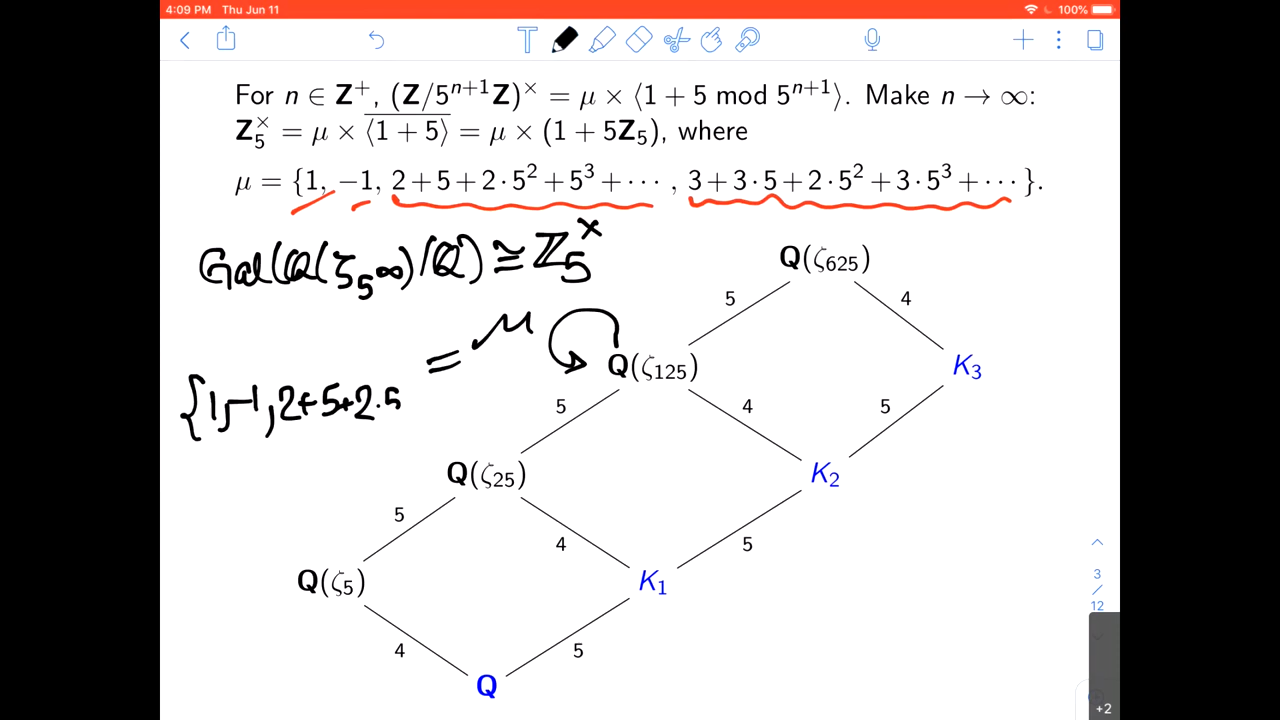 4:09 PM Thu Jun 11 100%
For n ∈ Z⁺, (Z/5ⁿ⁺¹Z)ˣ = μ × ⟨1 + 5 mod 5ⁿ⁺¹⟩. Make n → ∞:
Z₅ˣ = μ × \overline{⟨1 + 5⟩} = μ × (1 + 5Z₅), where
μ = {1, −1, 2 + 5 + 2·5² + 5³ + ⋯ , 3 + 3·5 + 2·5² + 3·5³ + ⋯ }.
Gal(Q(ζ₅∞)/Q) ≅ ℤ₅ˣ
Q(ζ₆₂₅)
5 4
= μ
Q(ζ₁₂₅) K₃
{1, −1, 2+5+2·5
5 4 5
Q(ζ₂₅) K₂
5 4 5
Q(ζ₅) K₁
3
/
12
4 5
Q
+2